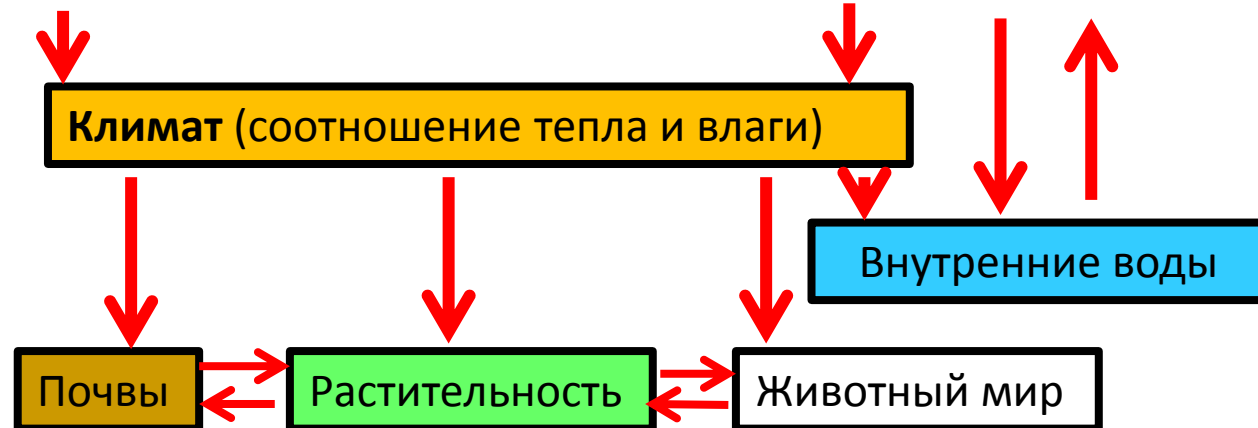 Климат (соотношение тепла и влаги)
Внутренние воды
Почвы
Растительность
Животный мир